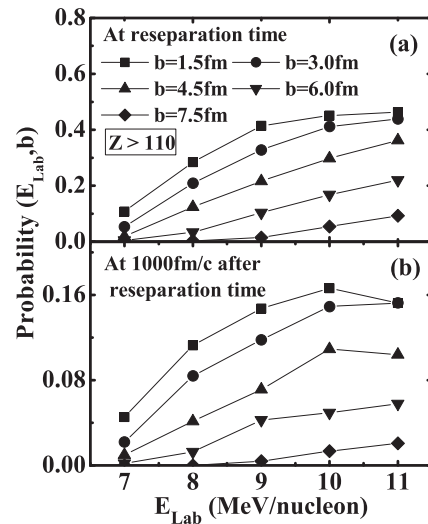 0.8
At reseparation time
(a)
b=1.5fm
b=3.0fm
0.6
b=4.5fm
b=6.0fm
b=7.5fm
0.4
Z > 110
0.2
0.0
Probability (E_Lab,b)
At 1000fm/c after
(b)
reseparation time
0.16
0.08
0.00
7 8 9 10 11
E_Lab (MeV/nucleon)